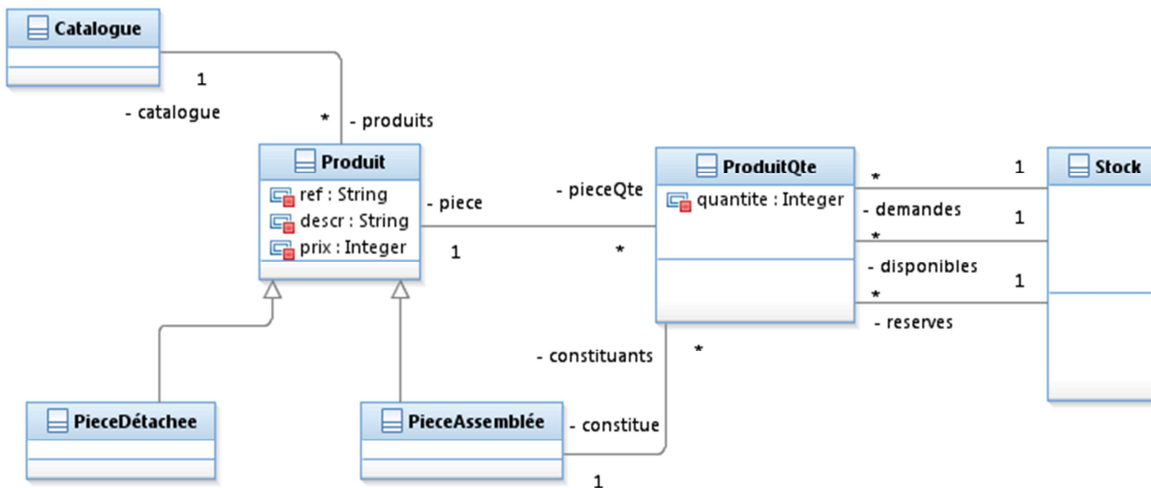 Catalogue
1
- catalogue
*
- produits
Produit
ref : String
descr : String
prix : Integer
- piece
1
- pieceQte
*
ProduitQte
quantite : Integer
*
1
- demandes
*
1
- disponibles
*
1
- reserves
Stock
- constituants
*
PieceDétachee
PieceAssemblée
- constitue
1